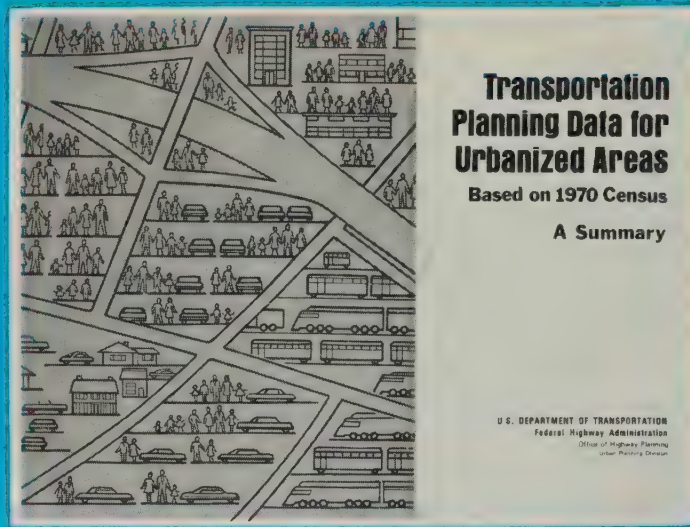 Transportation
Planning Data for
Urbanized Areas
Based on 1970 Census
A Summary
U.S. DEPARTMENT OF TRANSPORTATION
Federal Highway Administration
Office of Highway Planning
Urban Planning Division